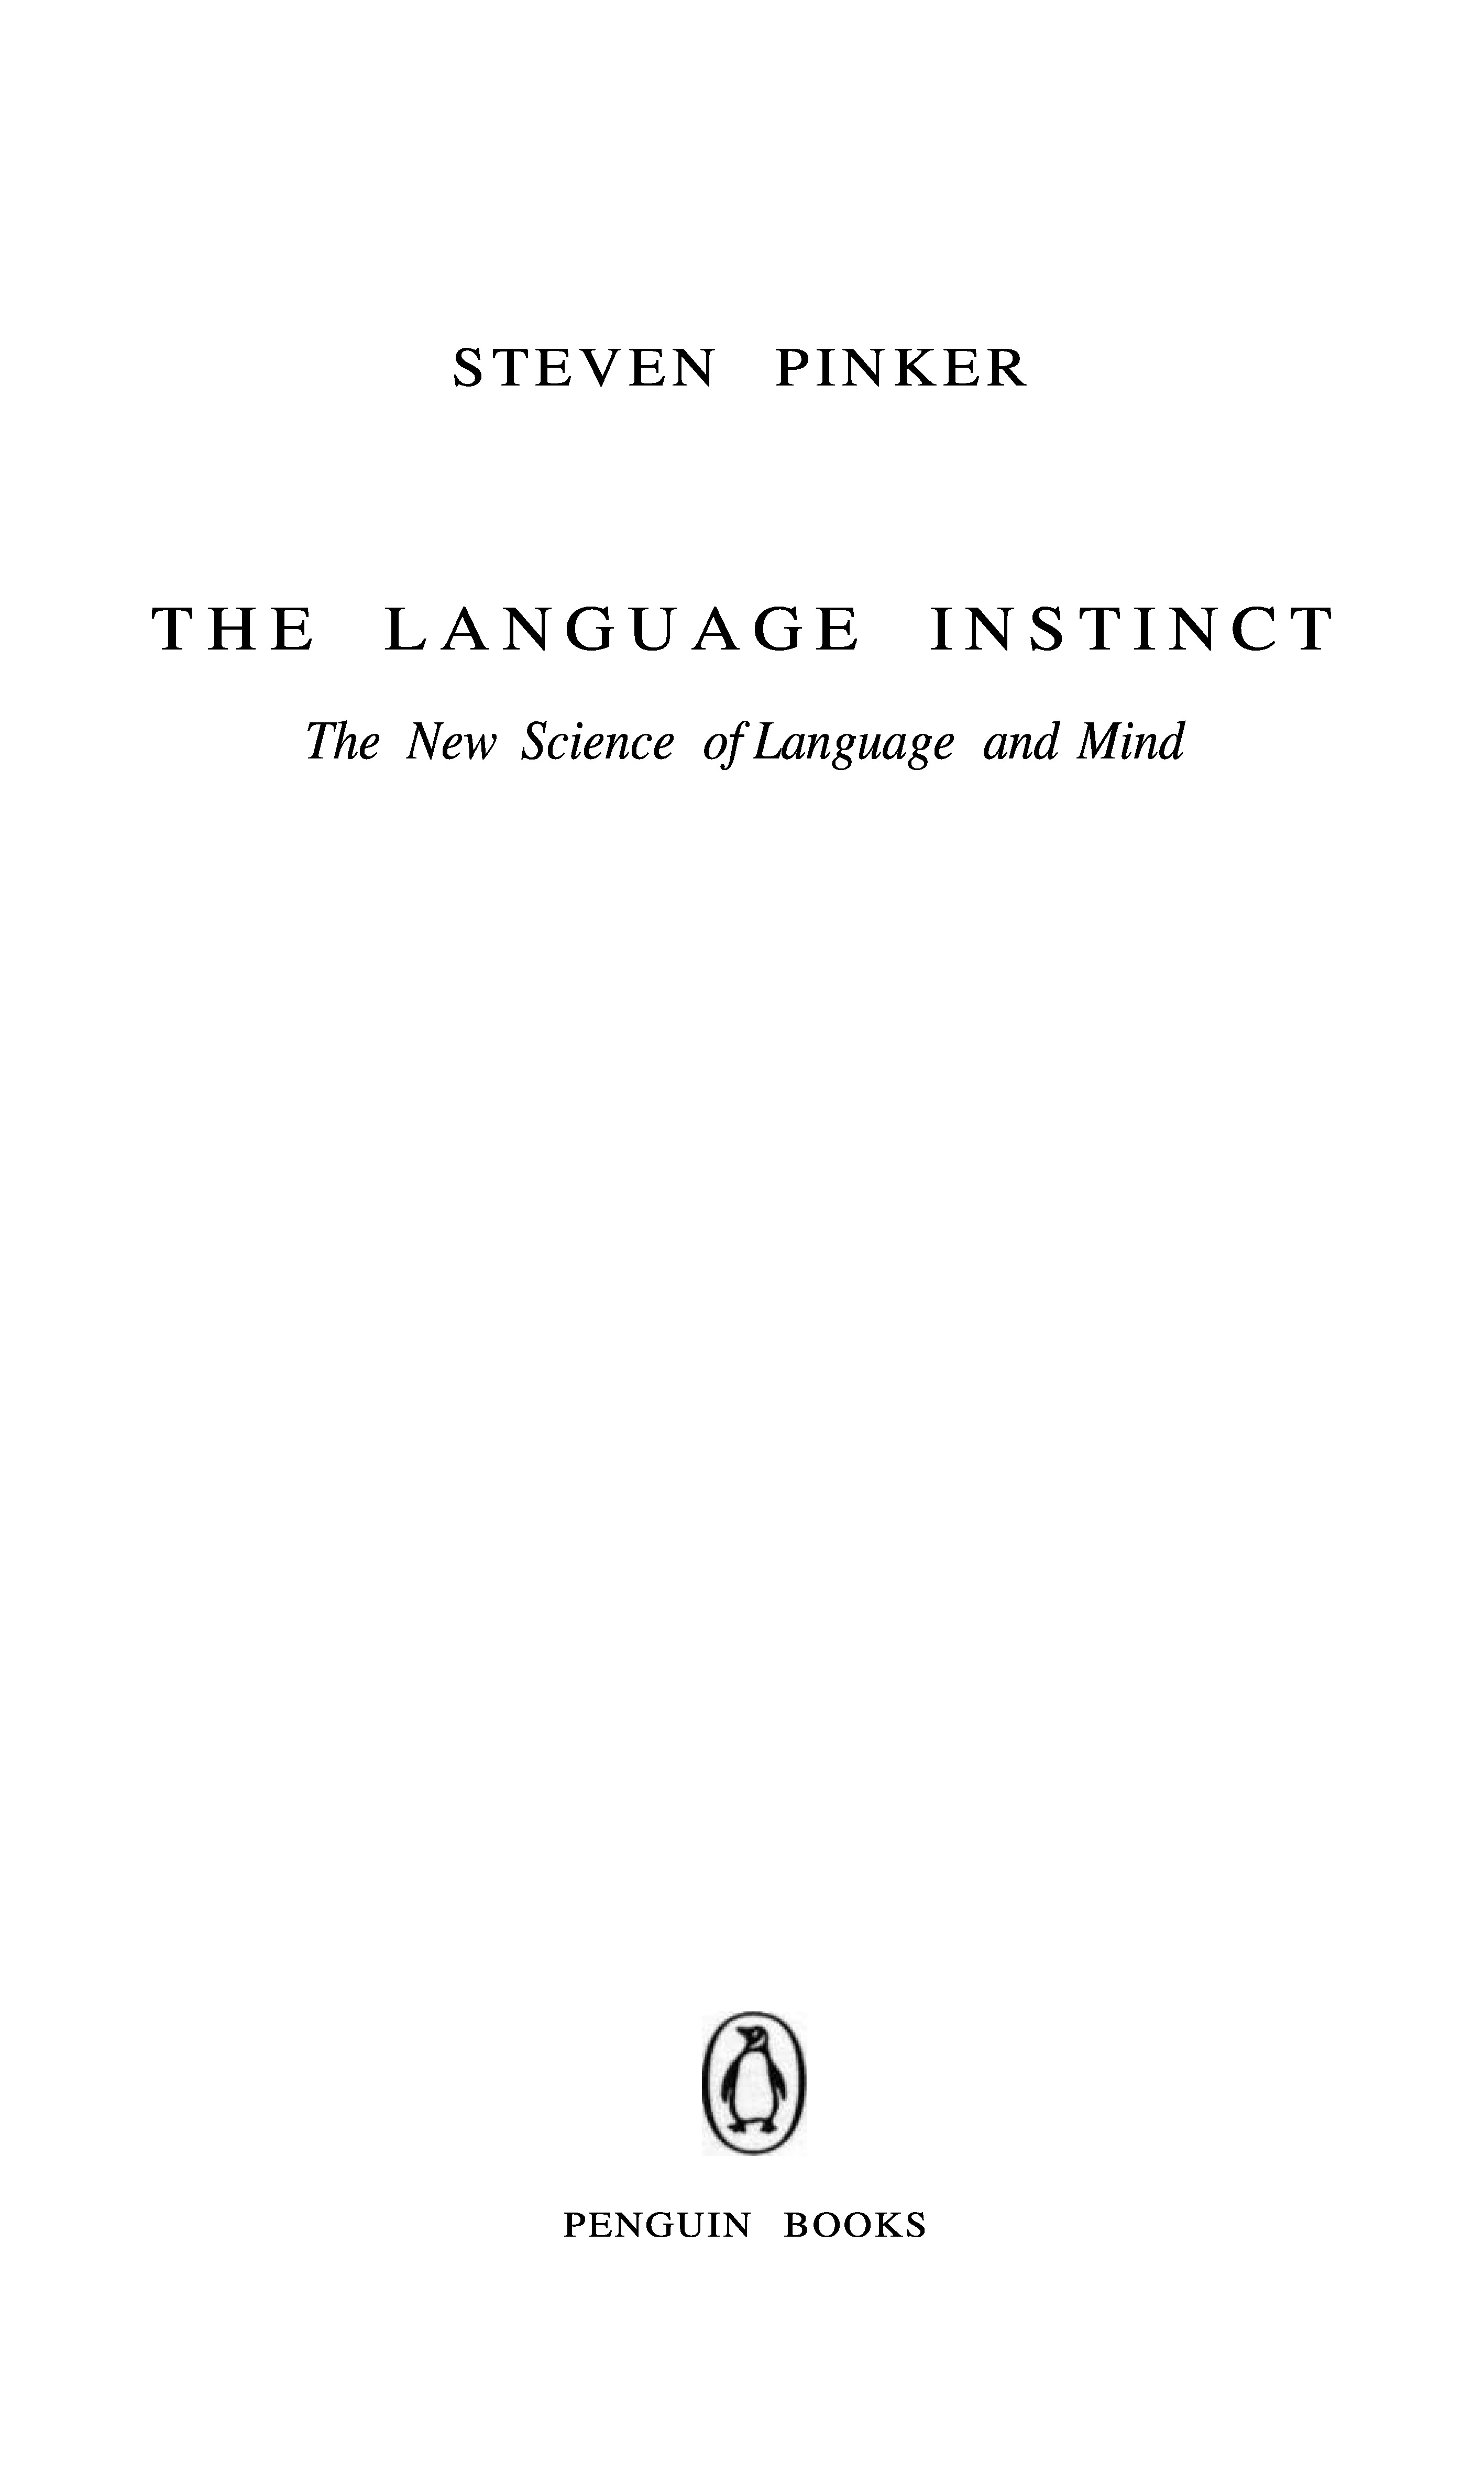 STEVEN PINKER
THE LANGUAGE INSTINCT
The New Science of Language and Mind
PENGUIN BOOKS